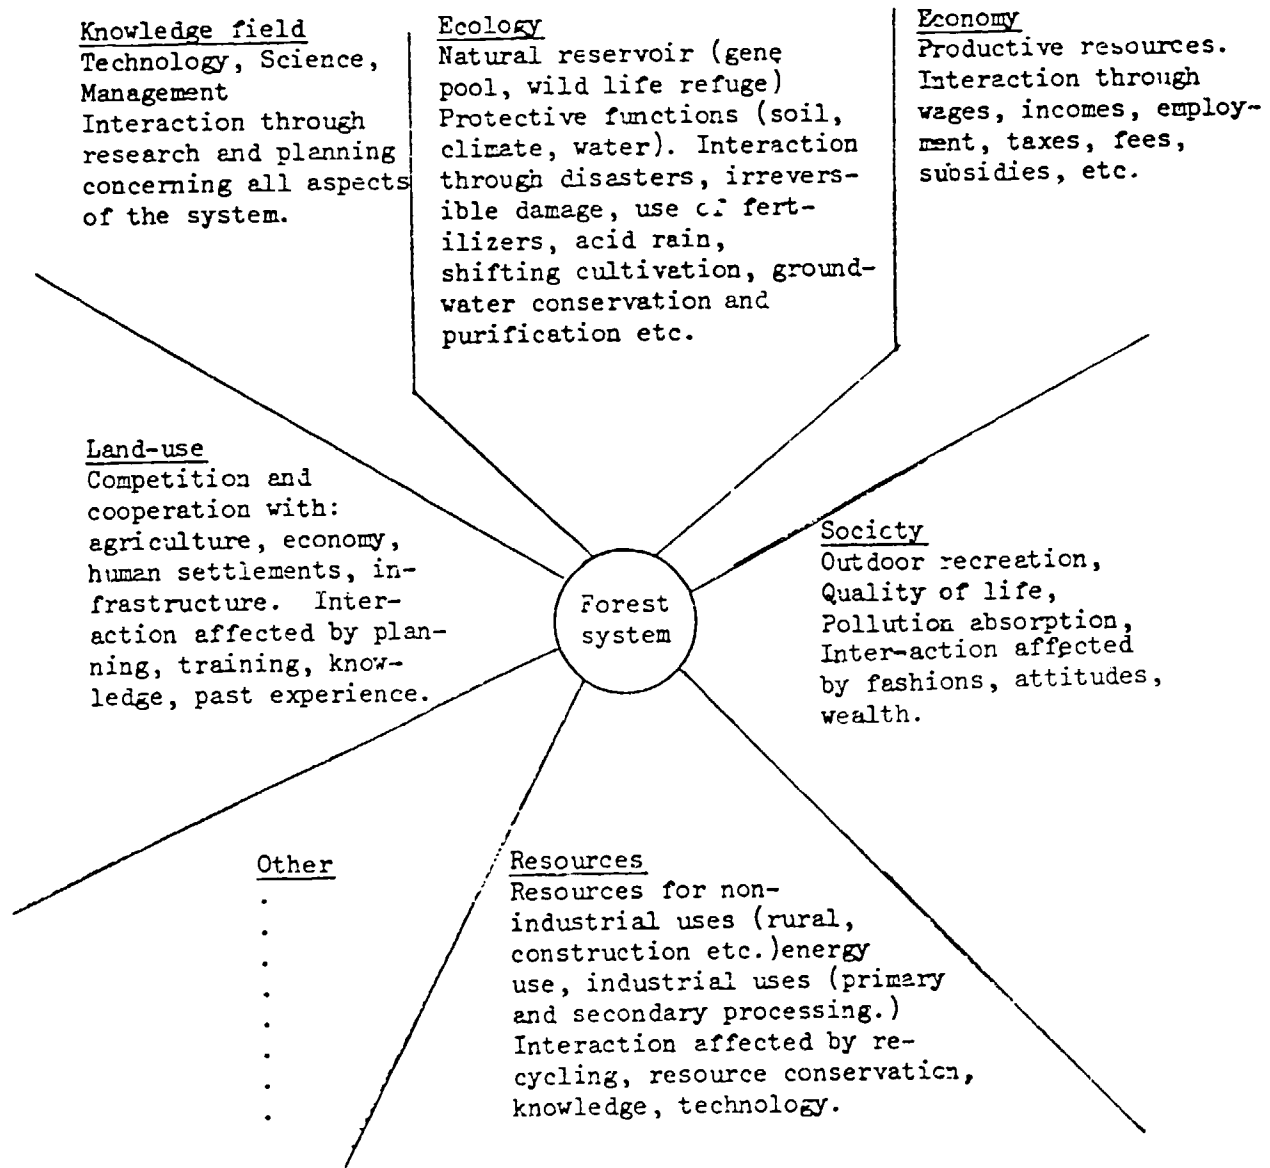 Knowledge field
Technology, Science,
Management
Interaction through
research and planning
concerning all aspects
of the system.
Ecology
Natural reservoir (gene
pool, wild life refuge)
Protective functions (soil,
climate, water). Interaction
through disasters, irrevers-
ible damage, use of fert-
ilizers, acid rain,
shifting cultivation, ground-
water conservation and
purification etc.
Economy
Productive resources.
Interaction through
wages, incomes, employ-
ment, taxes, fees,
subsidies, etc.
Land-use
Competition and
cooperation with:
agriculture, economy,
human settlements, in-
frastructure. Inter-
action affected by plan-
ning, training, know-
ledge, past experience.
Forest
system
Society
Outdoor recreation,
Quality of life,
Pollution absorption,
Inter-action affected
by fashions, attitudes,
wealth.
Other
.
.
.
.
.
.
.
.
Resources
Resources for non-
industrial uses (rural,
construction etc.)energy
use, industrial uses (primary
and secondary processing.)
Interaction affected by re-
cycling, resource conservation,
knowledge, technology.